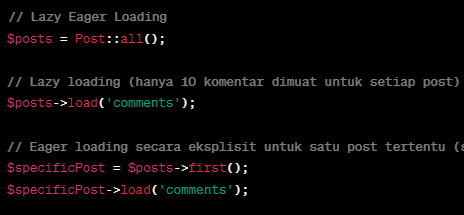 // Lazy Eager Loading
$posts = Post::all();
// Lazy loading (hanya 10 komentar dimuat untuk setiap post)
$posts->load('comments');
// Eager loading secara eksplisit untuk satu post tertentu (s
$specificPost = $posts->first();
$specificPost->load('comments');